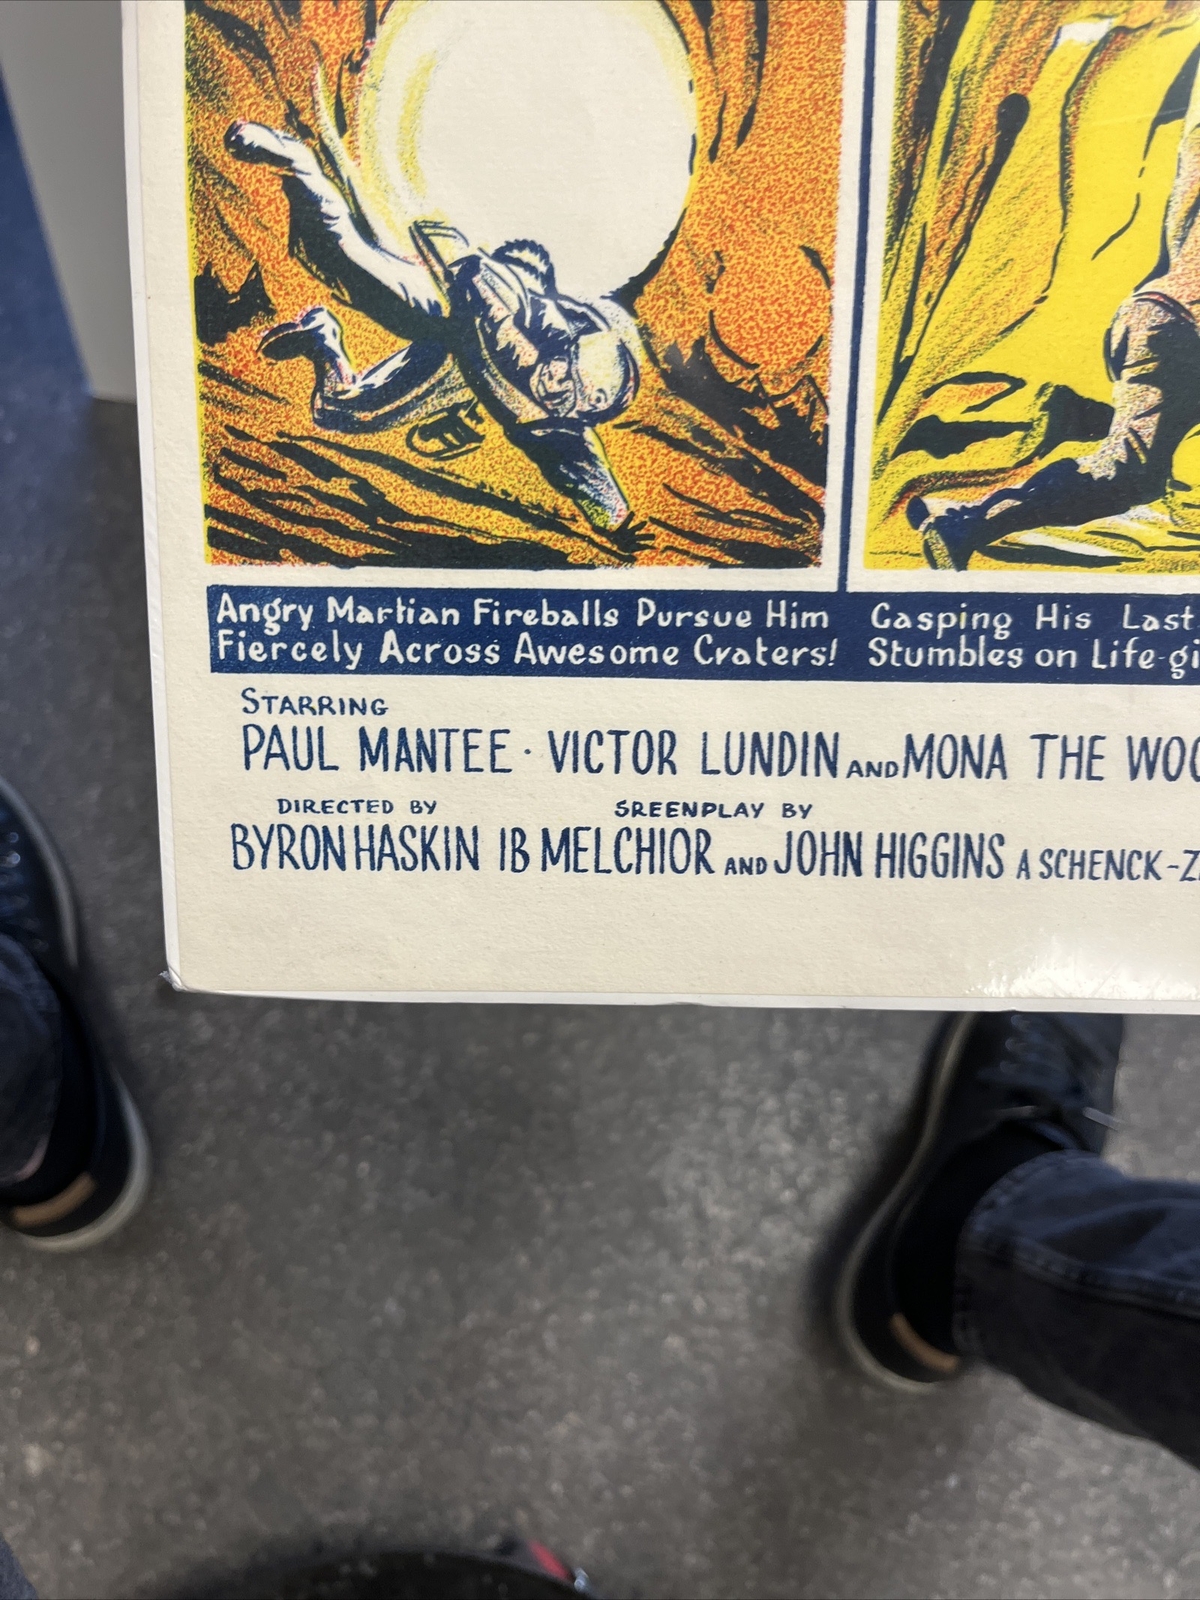 Angry Martian Fireballs Pursue Him
Fiercely Across Awesome Craters!
Gasping His Last
Stumbles on Life-gi
STARRING
PAUL MANTEE · VICTOR LUNDIN AND MONA THE WOO
DIRECTED BY SREENPLAY BY
BYRON HASKIN IB MELCHIOR AND JOHN HIGGINS A SCHENCK-Z